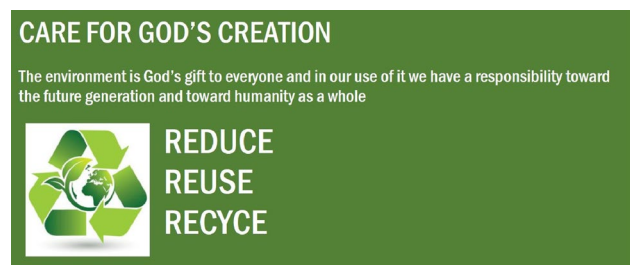 CARE FOR GOD'S CREATION
The environment is God's gift to everyone and in our use of it we have a responsibility toward
the future generation and toward humanity as a whole
REDUCE
REUSE
RECYCE